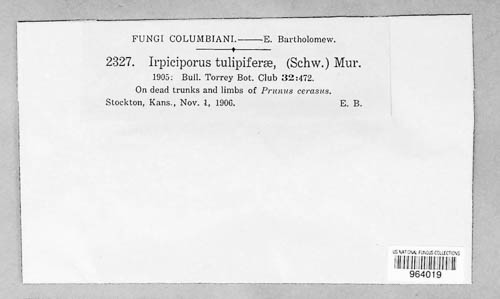 FUNGI COLUMBIANI.——E. Bartholomew.
2327. Irpiciporus tulipiferæ, (Schw.) Mur.
1905: Bull. Torrey Bot. Club 32:472.
On dead trunks and limbs of Prunus cerasus.
Stockton, Kans., Nov. 1, 1906. E. B.
US NATIONAL FUNGUS COLLECTIONS
964019